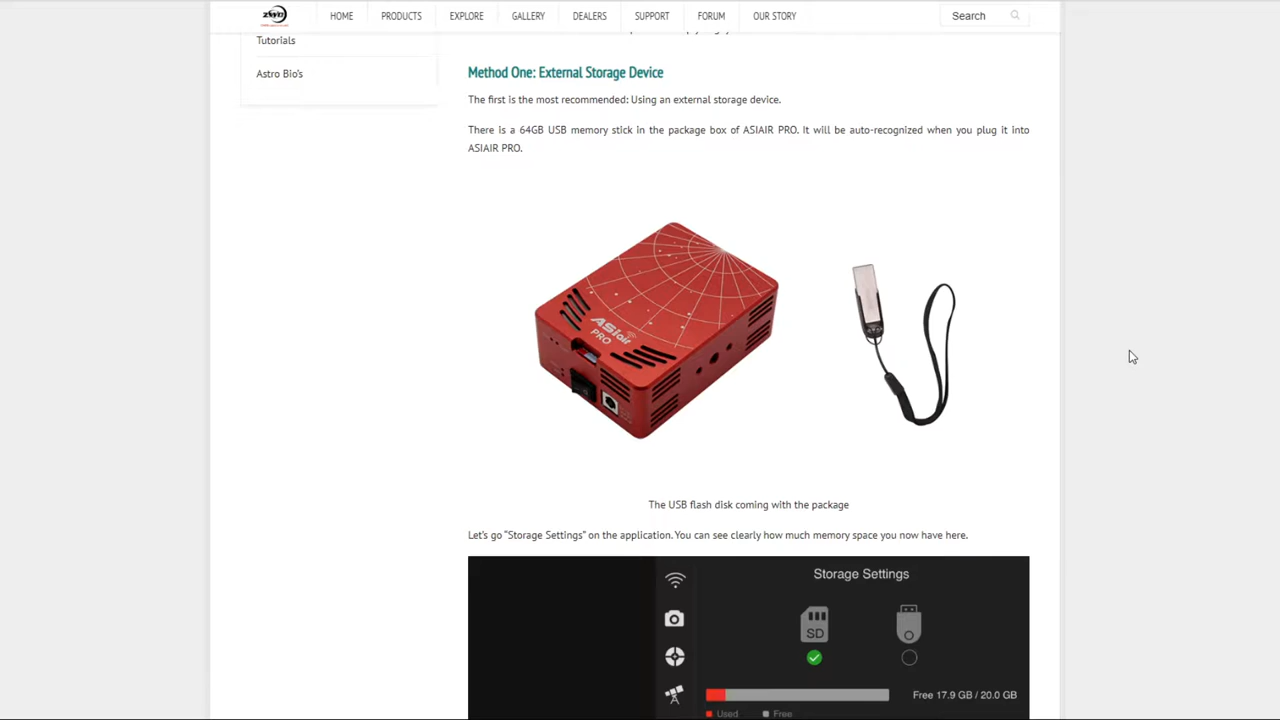 ZWO
HOME
PRODUCTS
EXPLORE
GALLERY
DEALERS
SUPPORT
FORUM
OUR STORY
Search
Tutorials
Astro Bio's
Method One: External Storage Device
The first is the most recommended: Using an external storage device.
There is a 64GB USB memory stick in the package box of ASIAIR PRO. It will be auto-recognized when you plug it into
ASIAIR PRO.
ASIair
PRO
The USB flash disk coming with the package
Let's go "Storage Settings" on the application. You can see clearly how much memory space you now have here.
Storage Settings
SD
Free 17.9 GB / 20.0 GB
Used
Free